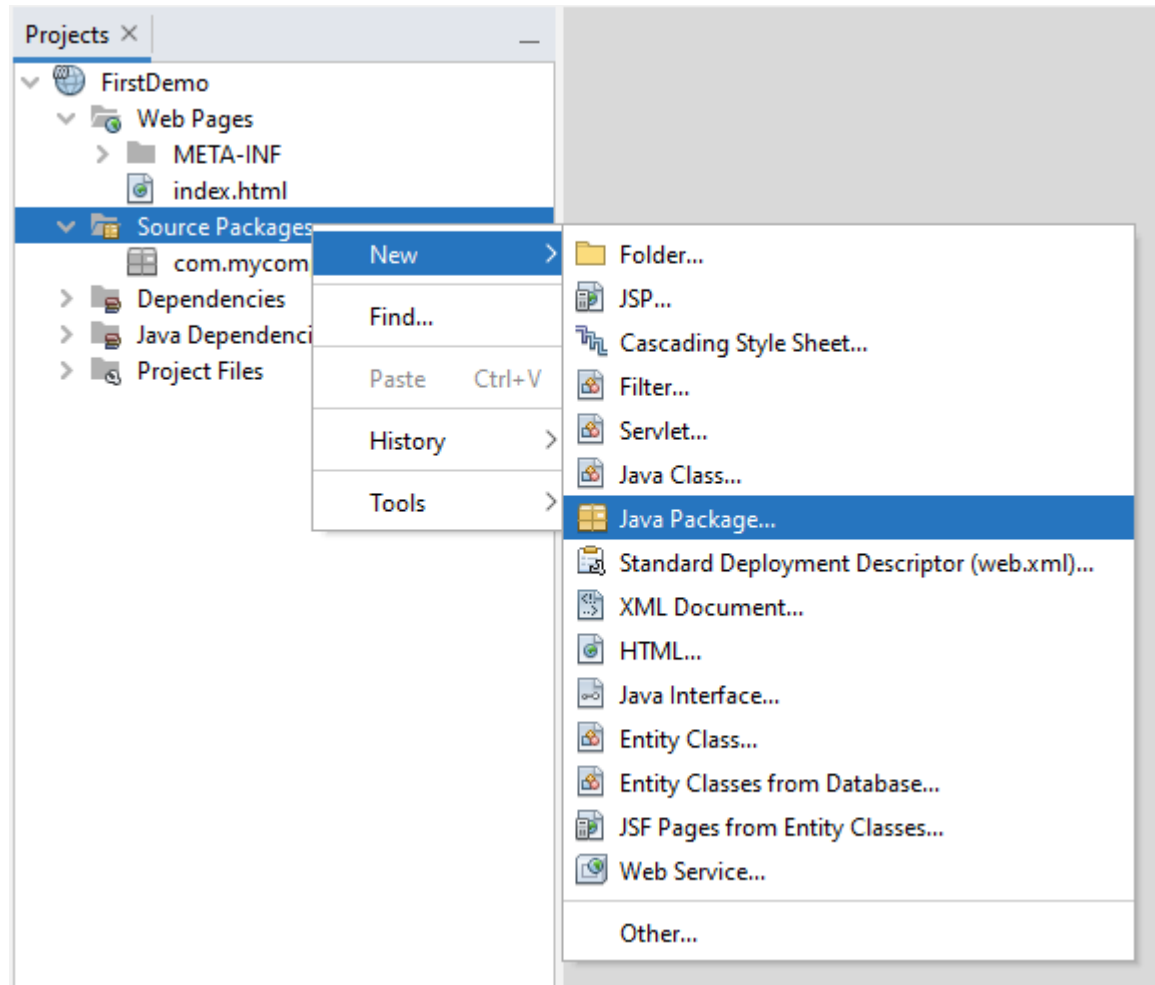 Projects
FirstDemo
Web Pages
META-INF
index.html
Source Packages
com.mycom
Dependencies
Java Dependenci
Project Files
New
Find...
Paste Ctrl+V
History
Tools
Folder...
JSP...
Cascading Style Sheet...
Filter...
Servlet...
Java Class...
Java Package...
Standard Deployment Descriptor (web.xml)...
XML Document...
HTML...
Java Interface...
Entity Class...
Entity Classes from Database...
JSF Pages from Entity Classes...
Web Service...
Other...